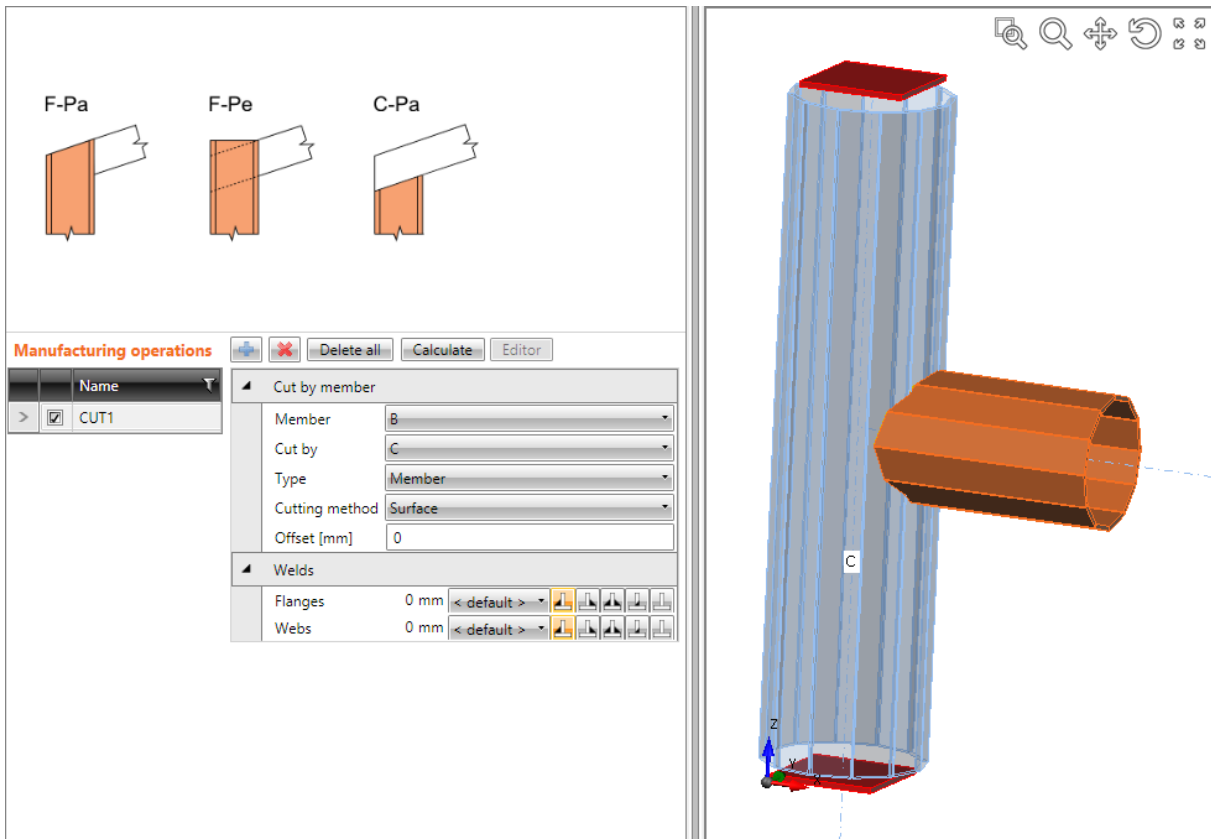 F-Pa F-Pe C-Pa
Manufacturing operations Delete all Calculate Editor
Name
CUT1
Cut by member
Member B
Cut by C
Type Member
Cutting method Surface
Offset [mm] 0
Welds
Flanges 0 mm < default >
Webs 0 mm < default >
C
Z
Y
X